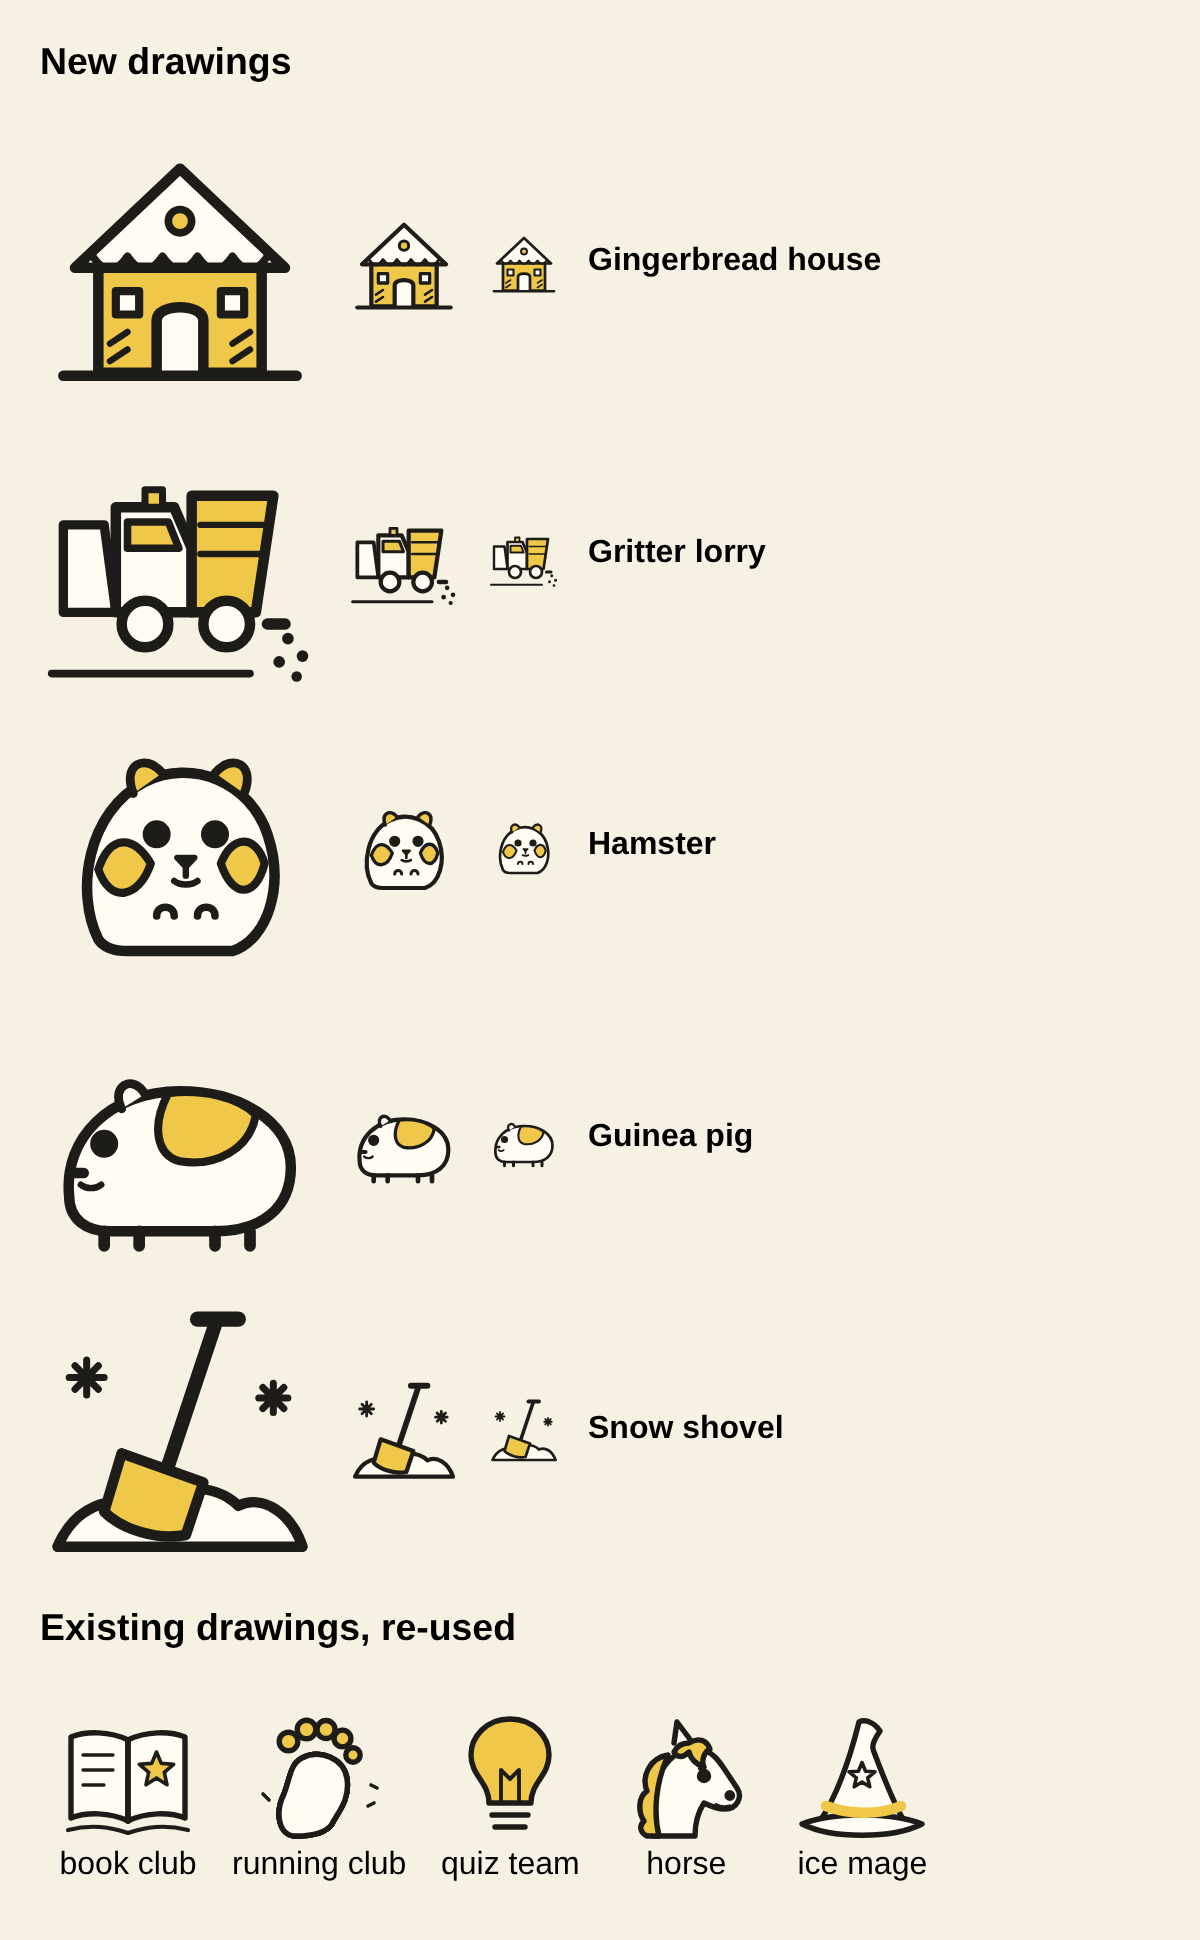 New drawings
Gingerbread house
Gritter lorry
Hamster
Guinea pig
Snow shovel
Existing drawings, re-used
book club
running club
quiz team
horse
ice mage